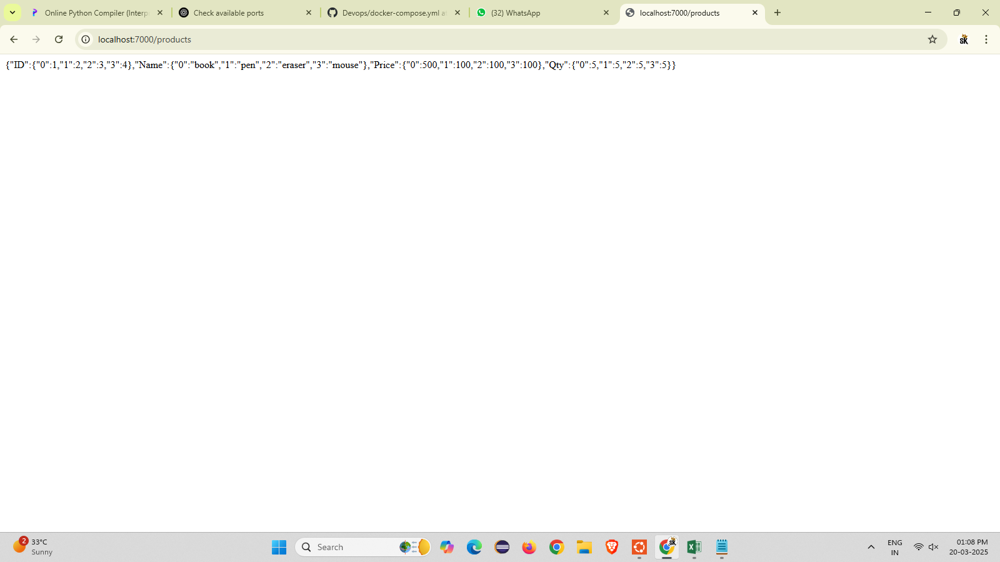 Online Python Compiler (Interp
Check available ports
Devops/docker-compose.yml a
(32) WhatsApp
localhost:7000/products
localhost:7000/products
SK
{"ID":{"0":1,"1":2,"2":3,"3":4},"Name":{"0":"book","1":"pen","2":"eraser","3":"mouse"},"Price":{"0":500,"1":100,"2":100,"3":100},"Qty":{"0":5,"1":5,"2":5,"3":5}}
2
33°C
Sunny
Search
SK
ENG
IN
01:08 PM
20-03-2025